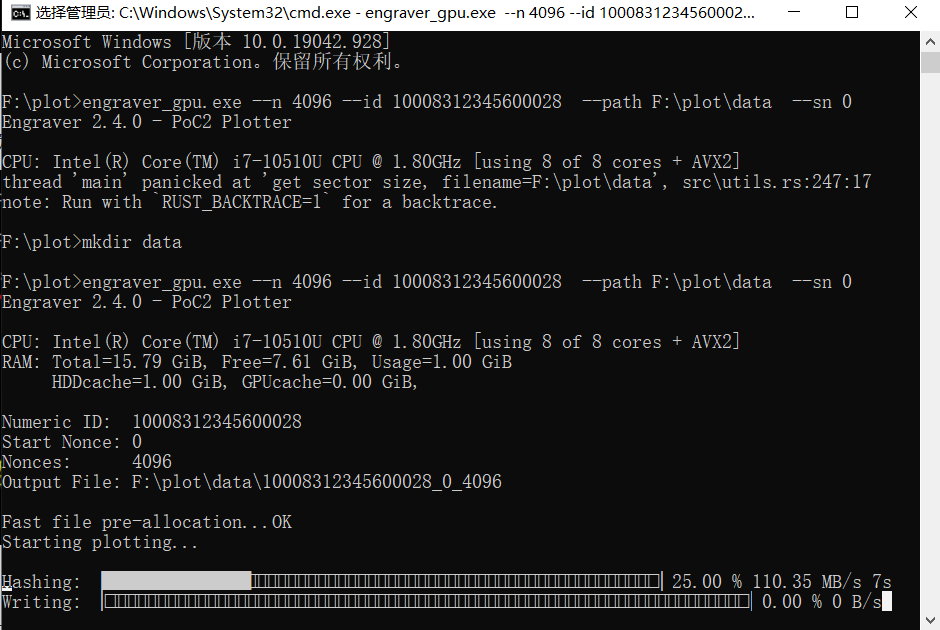 选择管理员: C:\Windows\System32\cmd.exe - engraver_gpu.exe --n 4096 --id 1000831234560002...
Microsoft Windows [版本 10.0.19042.928]
(c) Microsoft Corporation。保留所有权利。
F:\plot>engraver_gpu.exe --n 4096 --id 10008312345600028 --path F:\plot\data --sn 0
Engraver 2.4.0 - PoC2 Plotter
CPU: Intel(R) Core(TM) i7-10510U CPU @ 1.80GHz [using 8 of 8 cores + AVX2]
thread 'main' panicked at 'get sector size, filename=F:\plot\data', src\utils.rs:247:17
note: Run with `RUST_BACKTRACE=1` for a backtrace.
F:\plot>mkdir data
F:\plot>engraver_gpu.exe --n 4096 --id 10008312345600028 --path F:\plot\data --sn 0
Engraver 2.4.0 - PoC2 Plotter
CPU: Intel(R) Core(TM) i7-10510U CPU @ 1.80GHz [using 8 of 8 cores + AVX2]
RAM: Total=15.79 GiB, Free=7.61 GiB, Usage=1.00 GiB
HDDcache=1.00 GiB, GPUcache=0.00 GiB,
Numeric ID: 10008312345600028
Start Nonce: 0
Nonces: 4096
Output File: F:\plot\data\10008312345600028_0_4096
Fast file pre-allocation...OK
Starting plotting...
Hashing: 25.00 % 110.35 MB/s 7s
Writing: 0.00 % 0 B/s